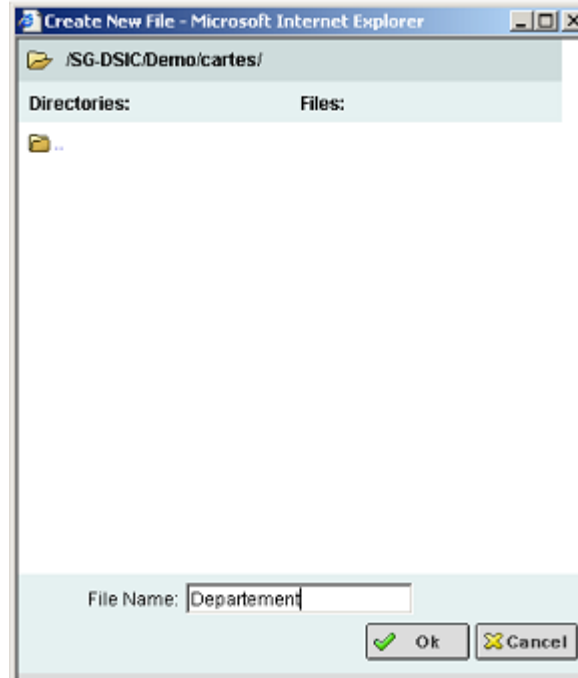 Create New File - Microsoft Internet Explorer
/SG-DSIC/Demo/cartes/
Directories: Files:
..
File Name: Departement
Ok Cancel